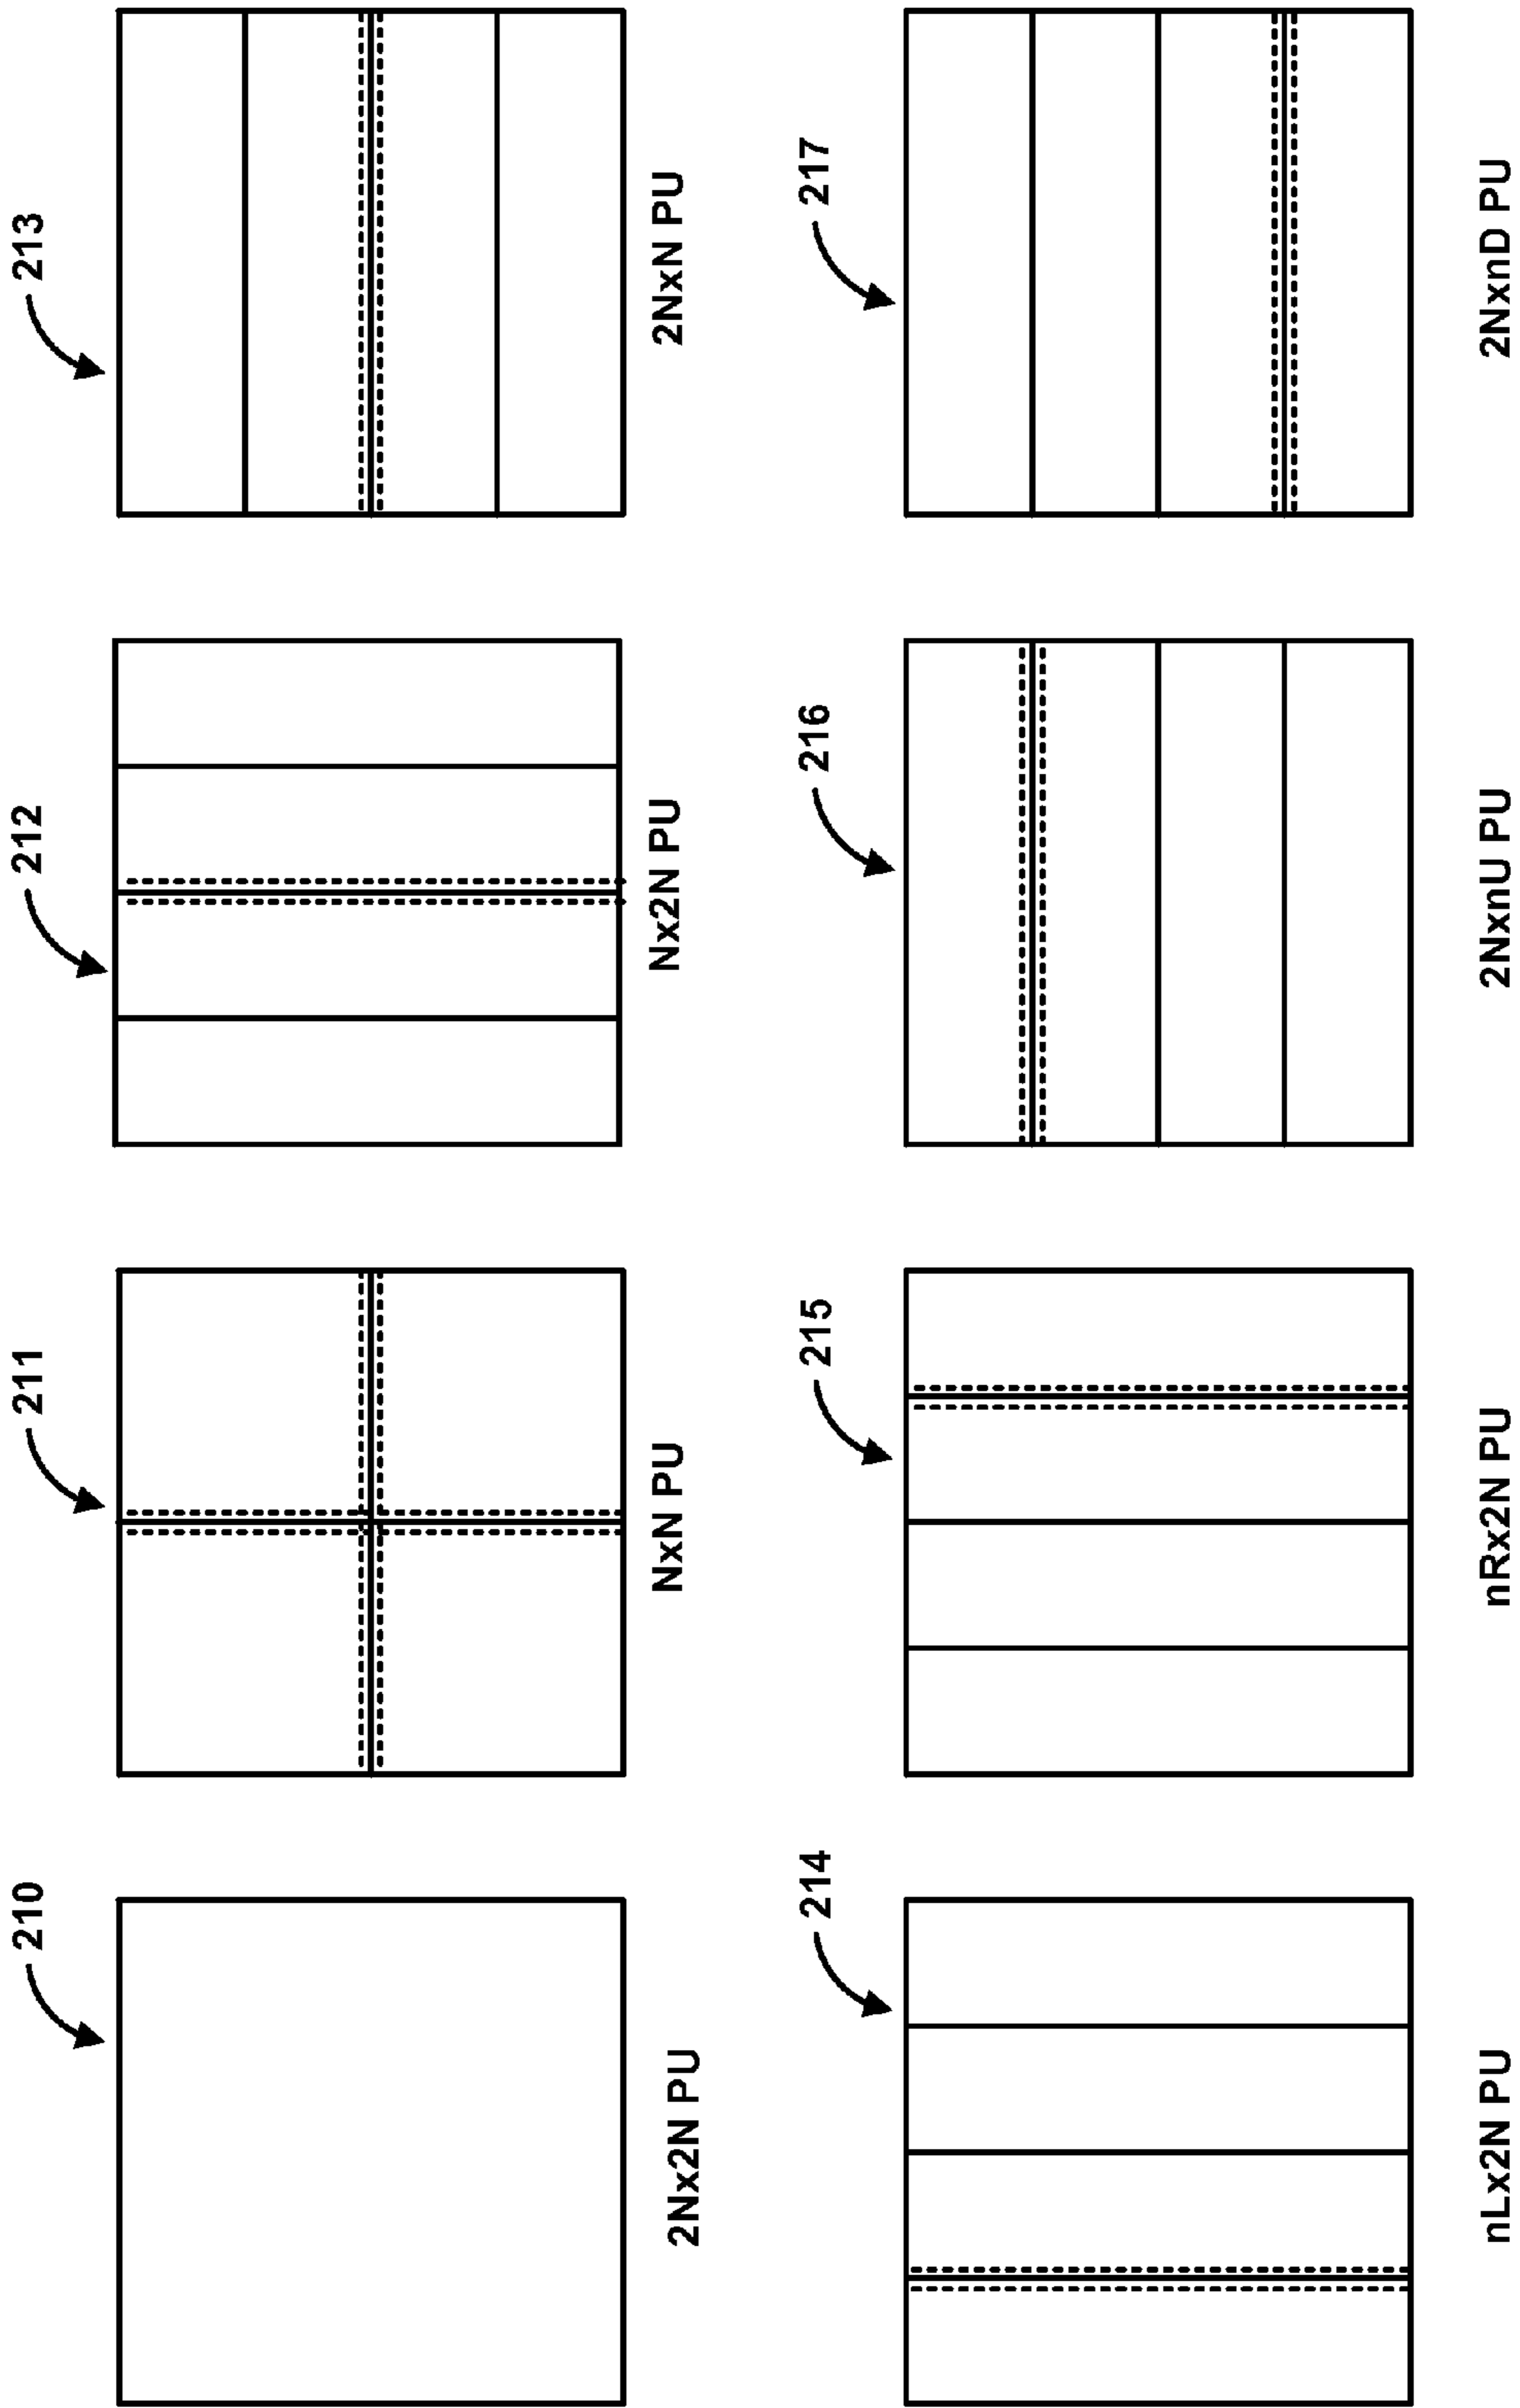 210
211
212
213
2Nx2N PU
NxN PU
Nx2N PU
2NxN PU
214
215
216
217
nLx2N PU
nRx2N PU
2NxnU PU
2NxnD PU